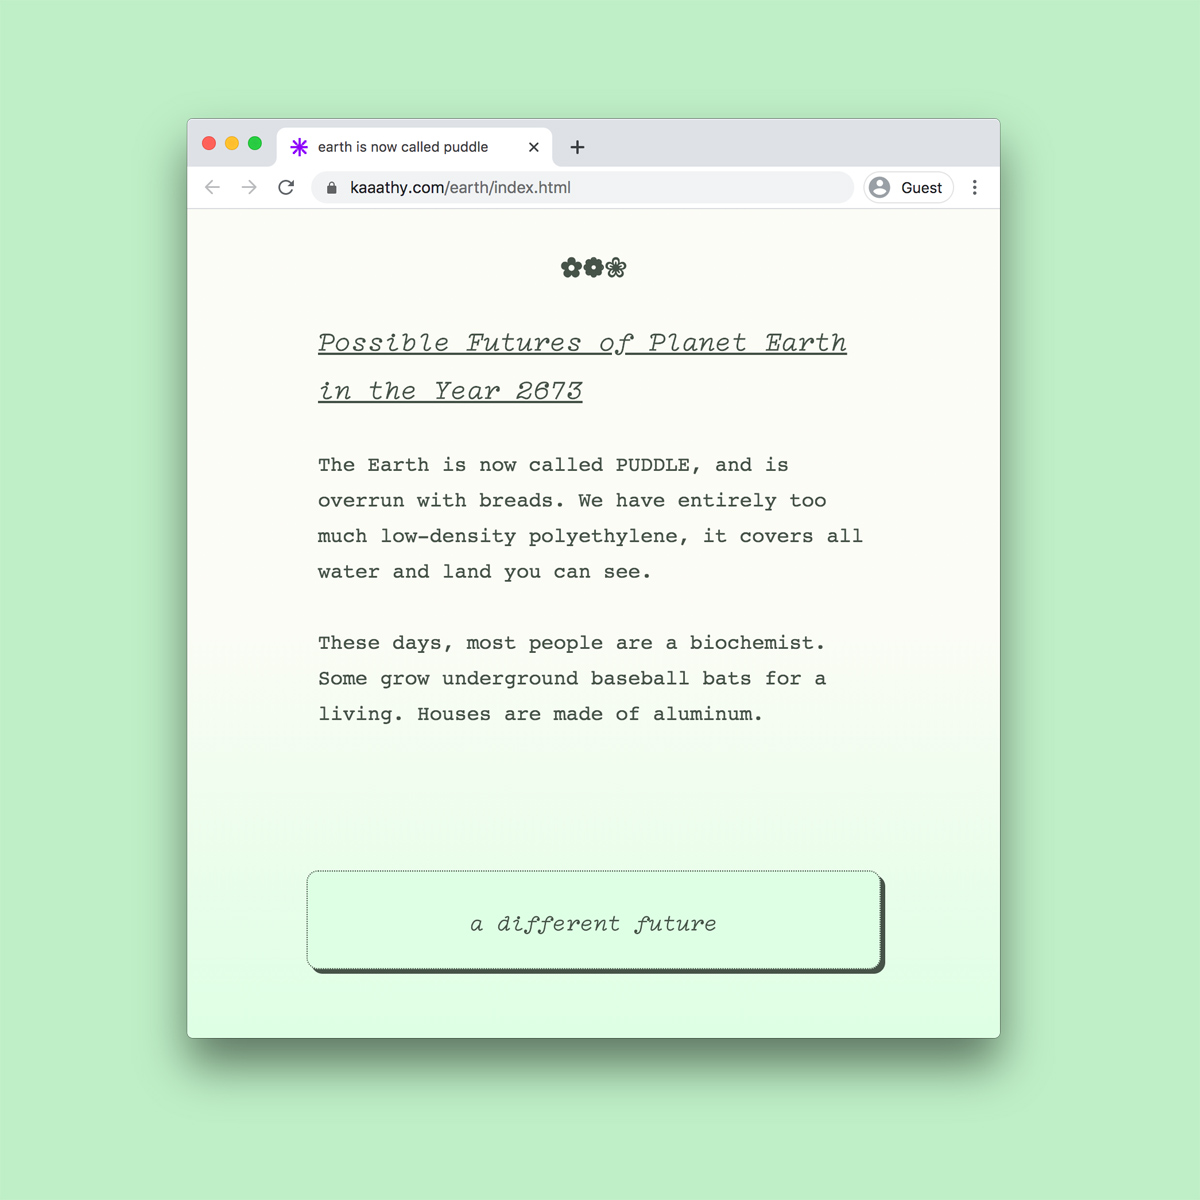 earth is now called puddle
kaaathy.com/earth/index.html
Guest
✿❁❀
Possible Futures of Planet Earth
in the Year 2673
The Earth is now called PUDDLE, and is
overrun with breads. We have entirely too
much low-density polyethylene, it covers all
water and land you can see.
These days, most people are a biochemist.
Some grow underground baseball bats for a
living. Houses are made of aluminum.
a different future